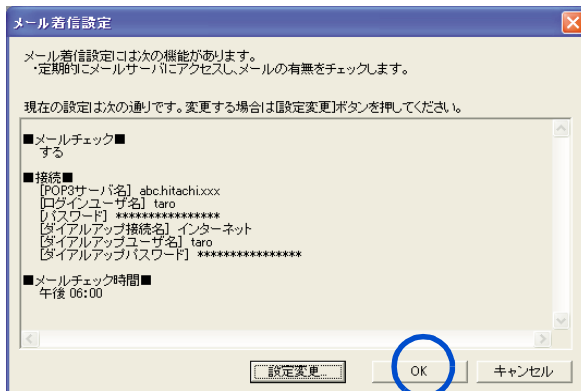 メール着信設定
メール着信設定には次の機能があります。
・定期的にメールサーバにアクセスし、メールの有無をチェックします。
現在の設定は次の通りです。変更する場合は[設定変更]ボタンを押してください。
■メールチェック■
する
■接続■
[POP3サーバ名] abc.hitachi.xxx
[ログインユーザ名] taro
[パスワード] ****************
[ダイアルアップ接続名] インターネット
[ダイアルアップユーザ名] taro
[ダイアルアップパスワード] ****************
■メールチェック時間■
午後 06:00
設定変更... OK キャンセル